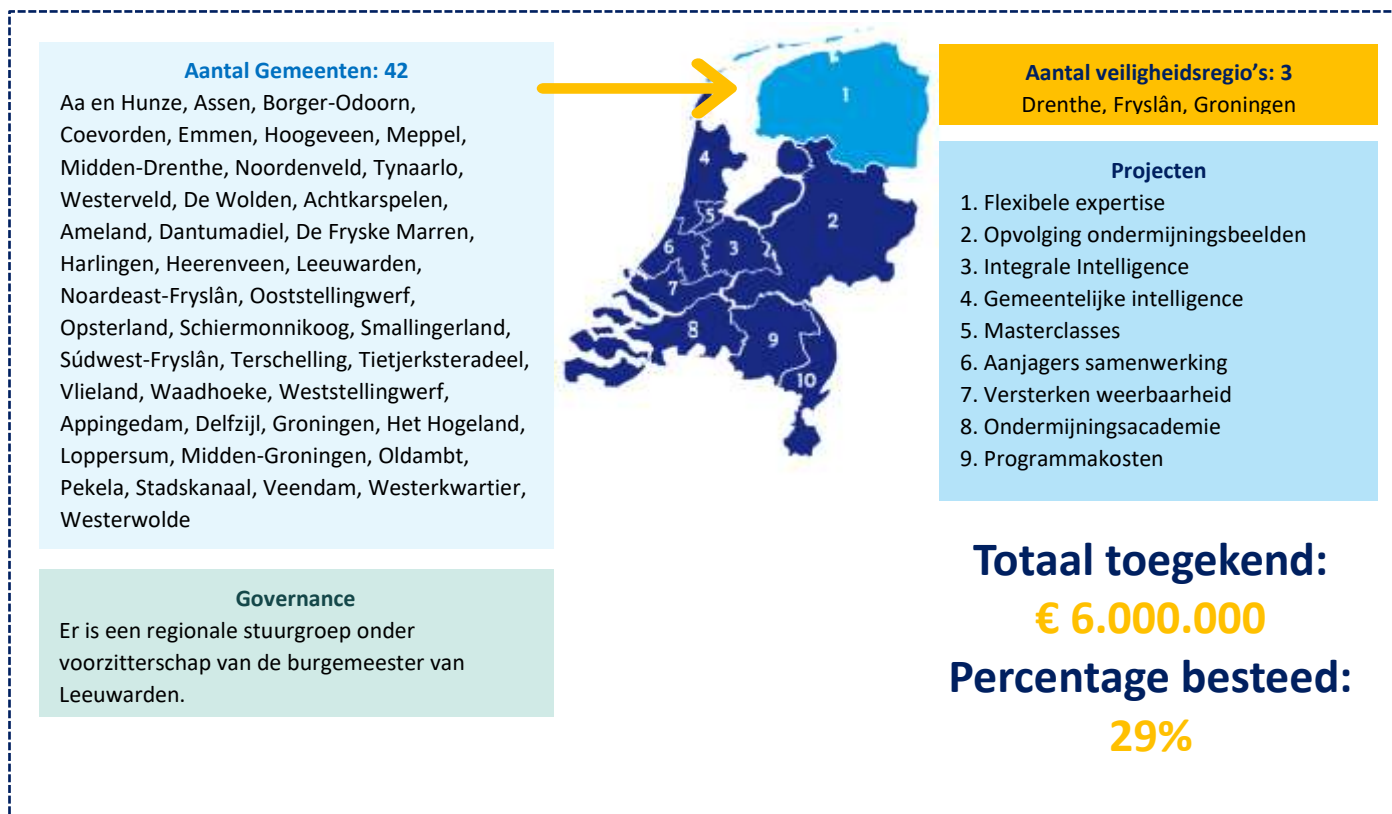 Aantal Gemeenten: 42
Aa en Hunze, Assen, Borger-Odoorn,
Coevorden, Emmen, Hoogeveen, Meppel,
Midden-Drenthe, Noordenveld, Tynaarlo,
Westerveld, De Wolden, Achtkarspelen,
Ameland, Dantumadiel, De Fryske Marren,
Harlingen, Heerenveen, Leeuwarden,
Noardeast-Fryslân, Ooststellingwerf,
Opsterland, Schiermonnikoog, Smallingerland,
Súdwest-Fryslân, Terschelling, Tietjerksteradeel,
Vlieland, Waadhoeke, Weststellingwerf,
Appingedam, Delfzijl, Groningen, Het Hogeland,
Loppersum, Midden-Groningen, Oldambt,
Pekela, Stadskanaal, Veendam, Westerkwartier,
Westerwolde
Governance
Er is een regionale stuurgroep onder
voorzitterschap van de burgemeester van
Leeuwarden.
1
4
5
2
6
3
7
8
9
10
Aantal veiligheidsregio's: 3
Drenthe, Fryslân, Groningen
Projecten
1. Flexibele expertise
2. Opvolging ondermijningsbeelden
3. Integrale Intelligence
4. Gemeentelijke intelligence
5. Masterclasses
6. Aanjagers samenwerking
7. Versterken weerbaarheid
8. Ondermijningsacademie
9. Programmakosten
Totaal toegekend:
€ 6.000.000
Percentage besteed:
29%